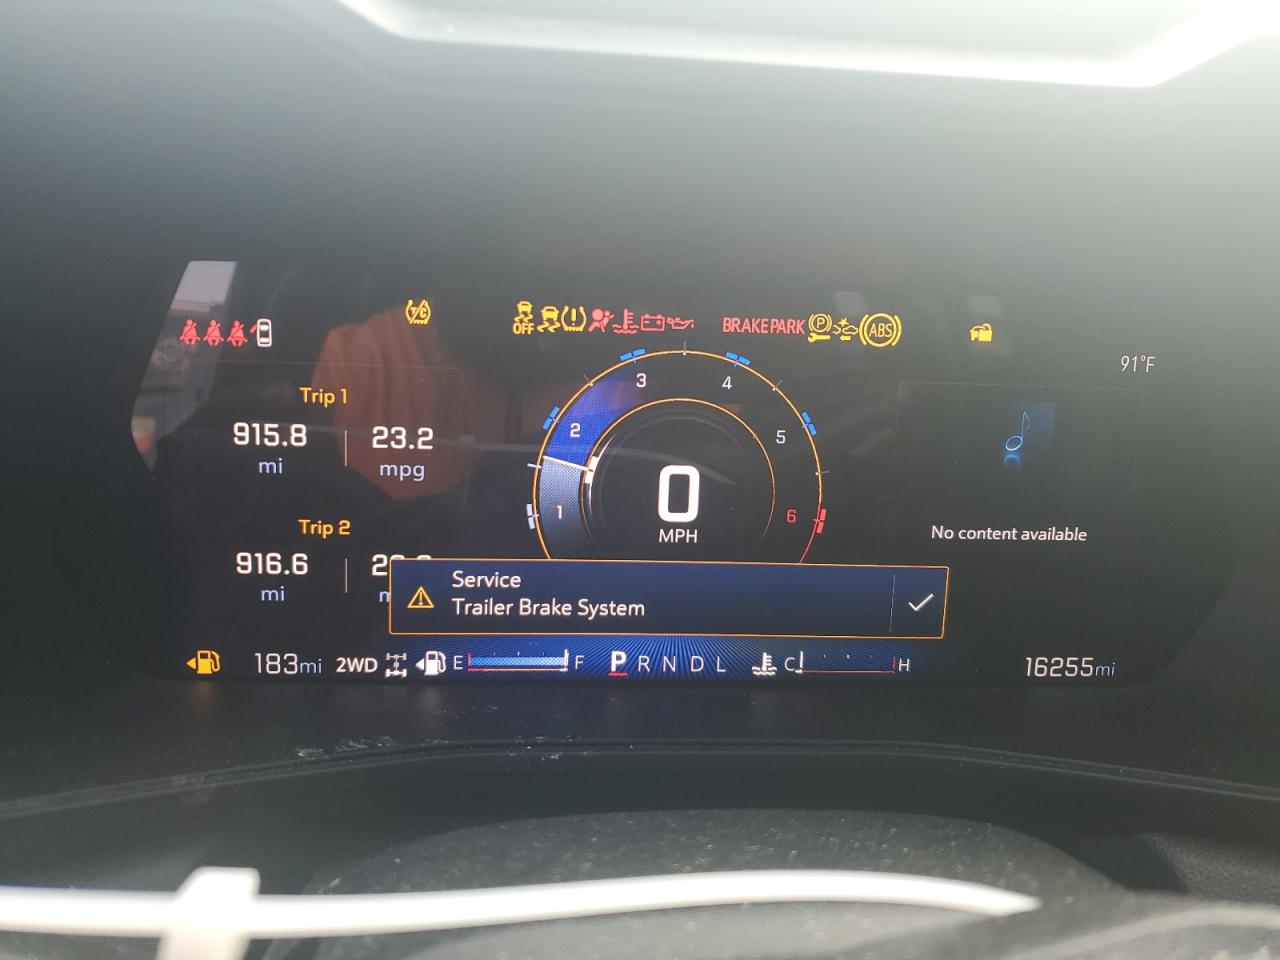 T/C
OFF
BRAKE PARK
P
ABS
91°F
Trip 1
915.8
mi
23.2
mpg
Trip 2
916.6
mi
1
2
3
4
5
6
0
MPH
Service
Trailer Brake System
183mi
2WD
E
F
P R N D L
C
H
16255mi
No content available